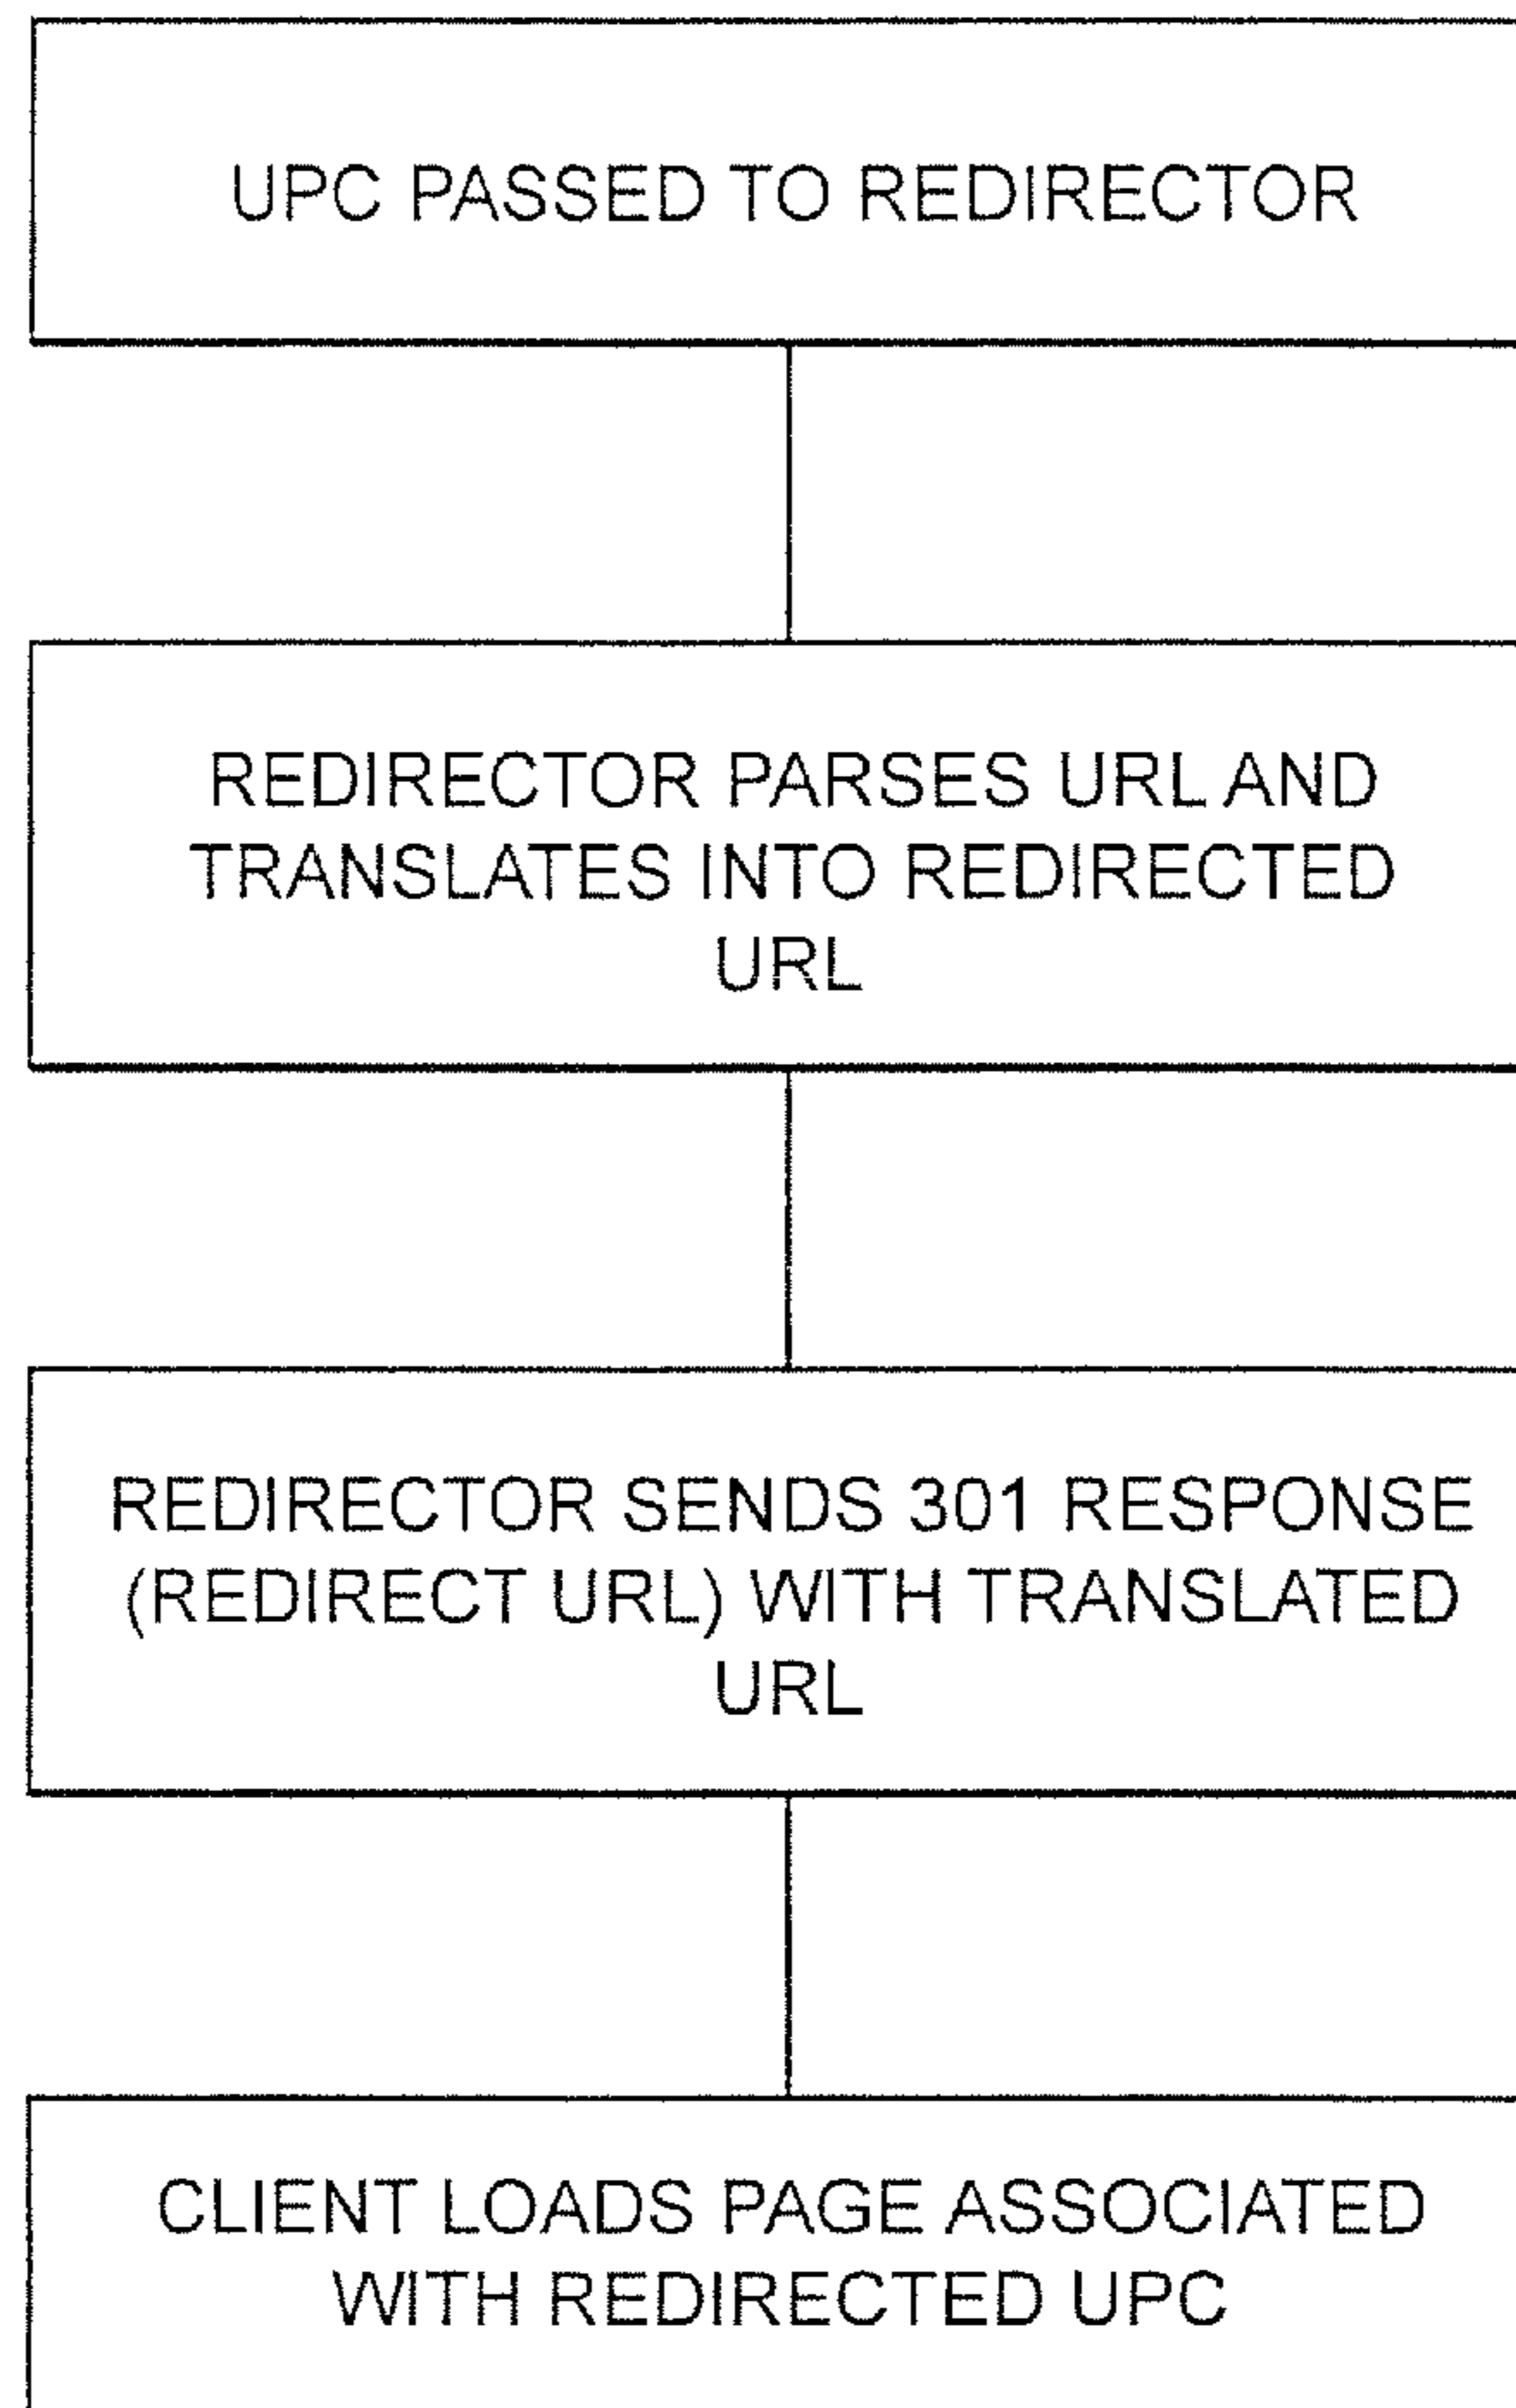 UPC PASSED TO REDIRECTOR
REDIRECTOR PARSES URL AND
TRANSLATES INTO REDIRECTED
URL
REDIRECTOR SENDS 301 RESPONSE
(REDIRECT URL) WITH TRANSLATED
URL
CLIENT LOADS PAGE ASSOCIATED
WITH REDIRECTED UPC